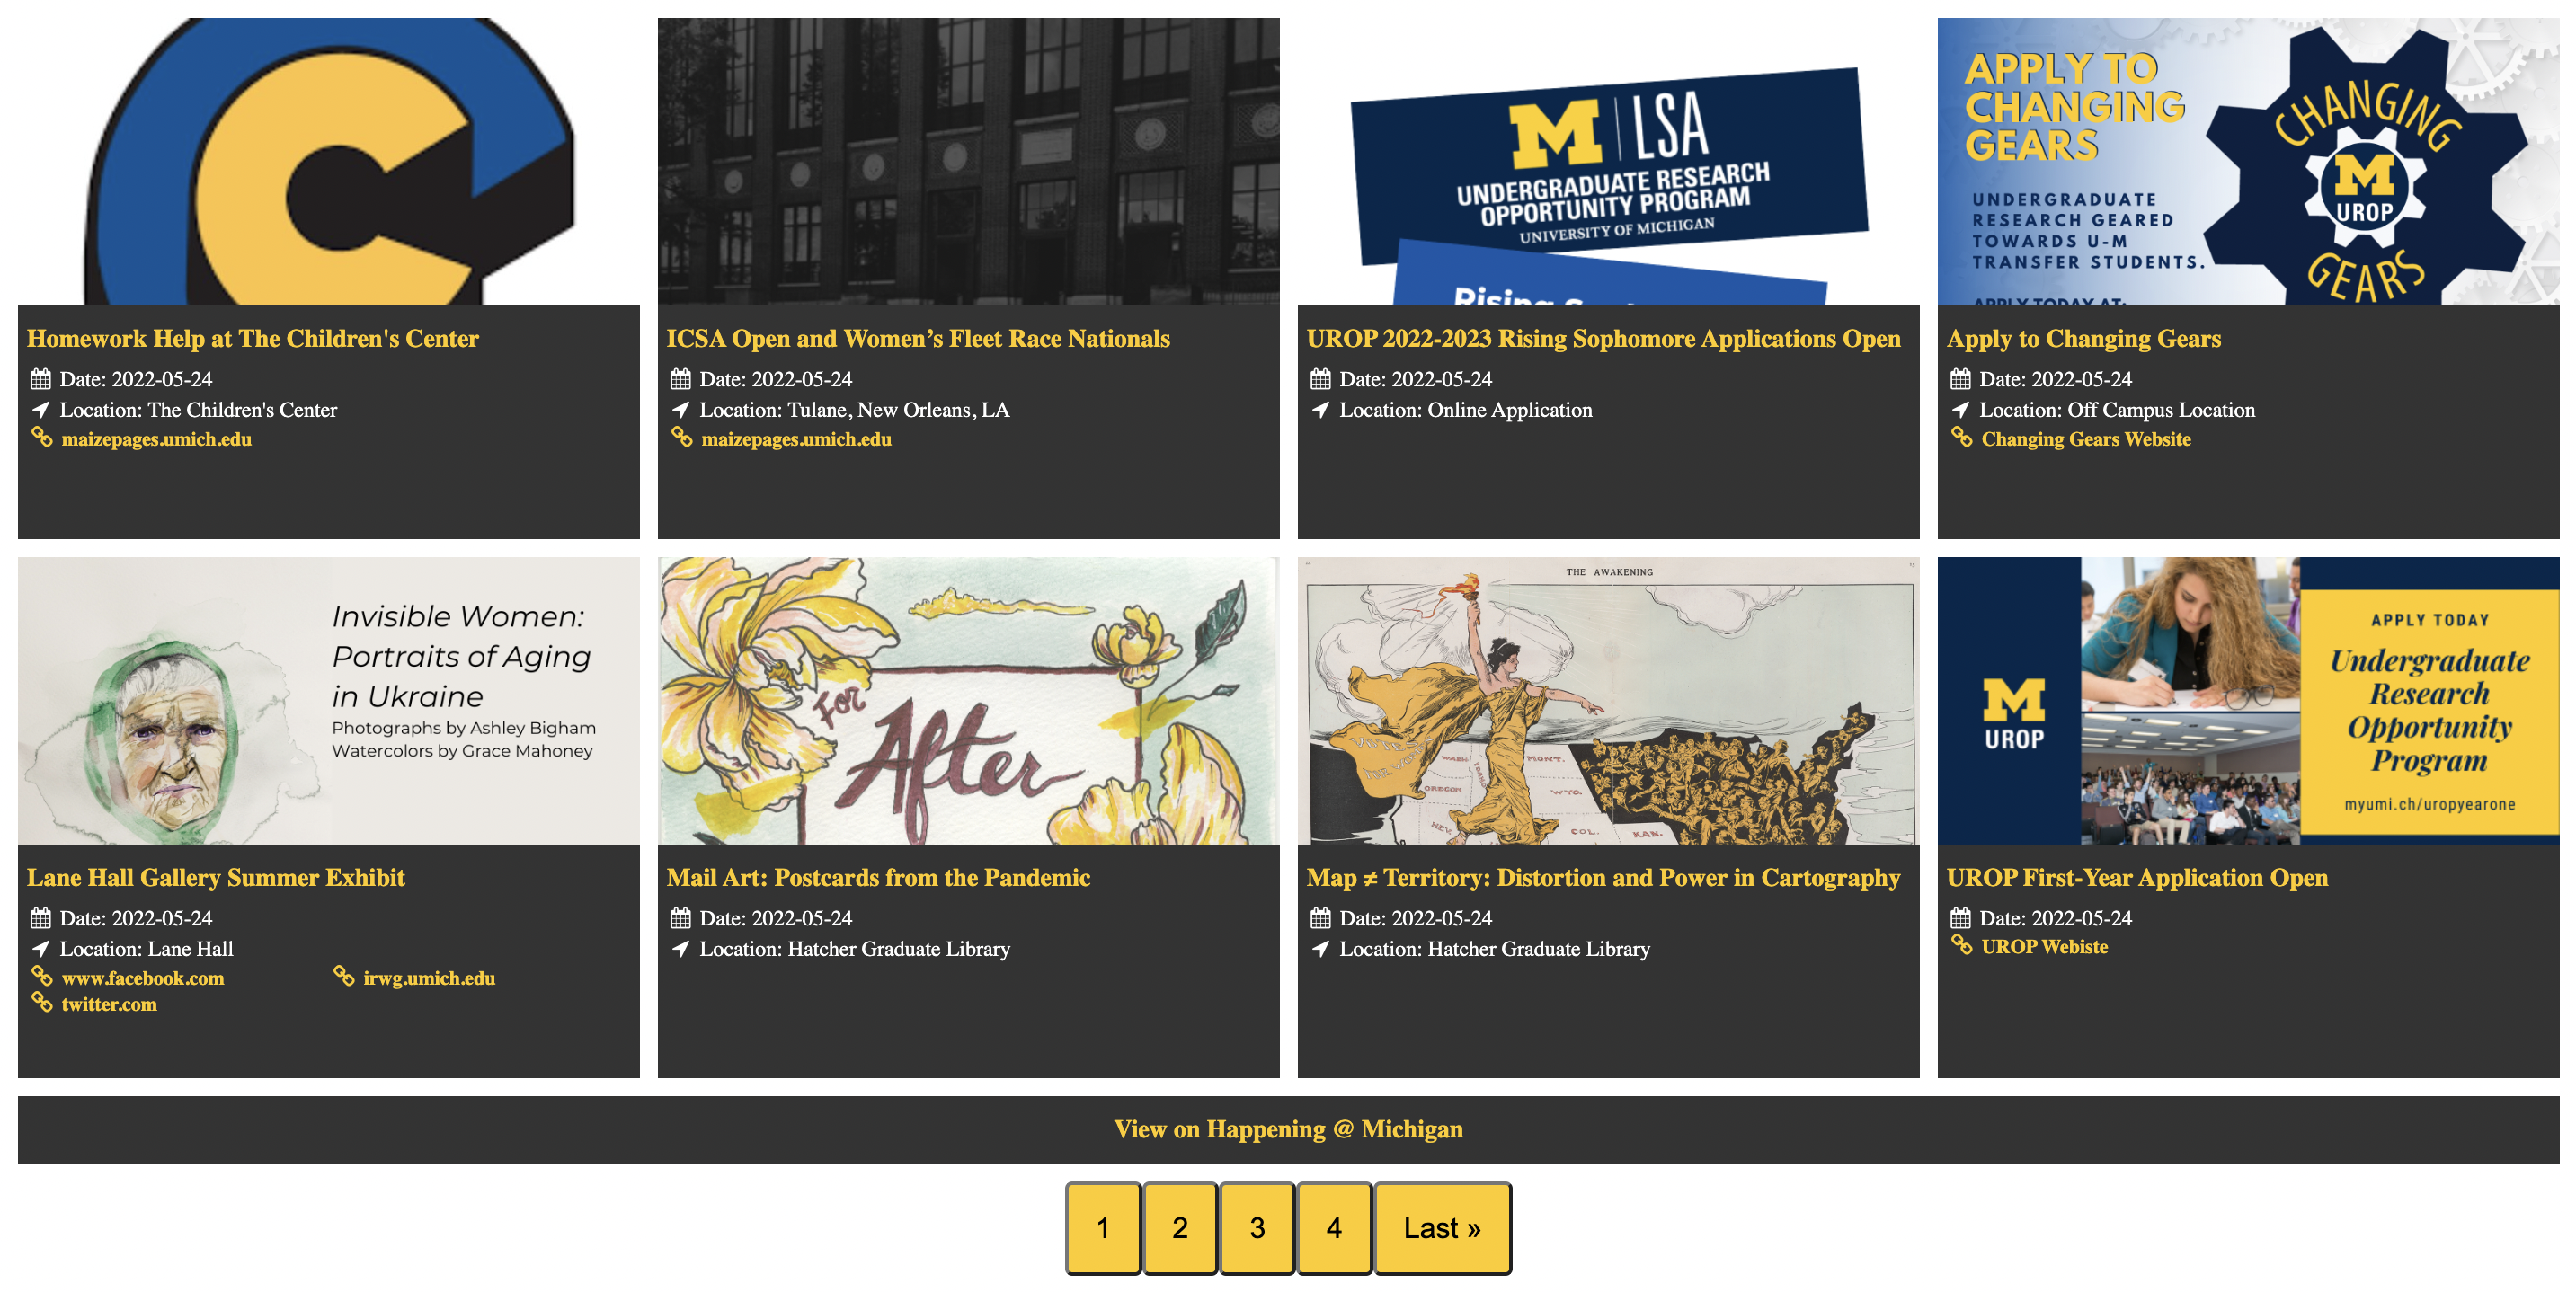 APPLY TO
CHANGING
GEARS
UNDERGRADUATE
RESEARCH GEARED
TOWARDS U-M
TRANSFER STUDENTS.
APPLY TODAY AT:
CHANGING
M
UROP
GEARS
M LSA
UNDERGRADUATE RESEARCH
OPPORTUNITY PROGRAM
UNIVERSITY OF MICHIGAN
Rising
Homework Help at The Children's Center
Date: 2022-05-24
Location: The Children's Center
maizepages.umich.edu
ICSA Open and Women’s Fleet Race Nationals
Date: 2022-05-24
Location: Tulane, New Orleans, LA
maizepages.umich.edu
UROP 2022-2023 Rising Sophomore Applications Open
Date: 2022-05-24
Location: Online Application
Apply to Changing Gears
Date: 2022-05-24
Location: Off Campus Location
Changing Gears Website
Invisible Women:
Portraits of Aging
in Ukraine
Photographs by Ashley Bigham
Watercolors by Grace Mahoney
For
After
THE AWAKENING
VOTES
WASH.
IDAHO
MONT.
OREGON
WYO.
NEV.
COL.
KAN.
M
UROP
APPLY TODAY
Undergraduate
Research
Opportunity
Program
myumi.ch/uropyearone
Lane Hall Gallery Summer Exhibit
Date: 2022-05-24
Location: Lane Hall
www.facebook.com irwg.umich.edu
twitter.com
Mail Art: Postcards from the Pandemic
Date: 2022-05-24
Location: Hatcher Graduate Library
Map ≠ Territory: Distortion and Power in Cartography
Date: 2022-05-24
Location: Hatcher Graduate Library
UROP First-Year Application Open
Date: 2022-05-24
UROP Webiste
View on Happening @ Michigan
1 2 3 4 Last »